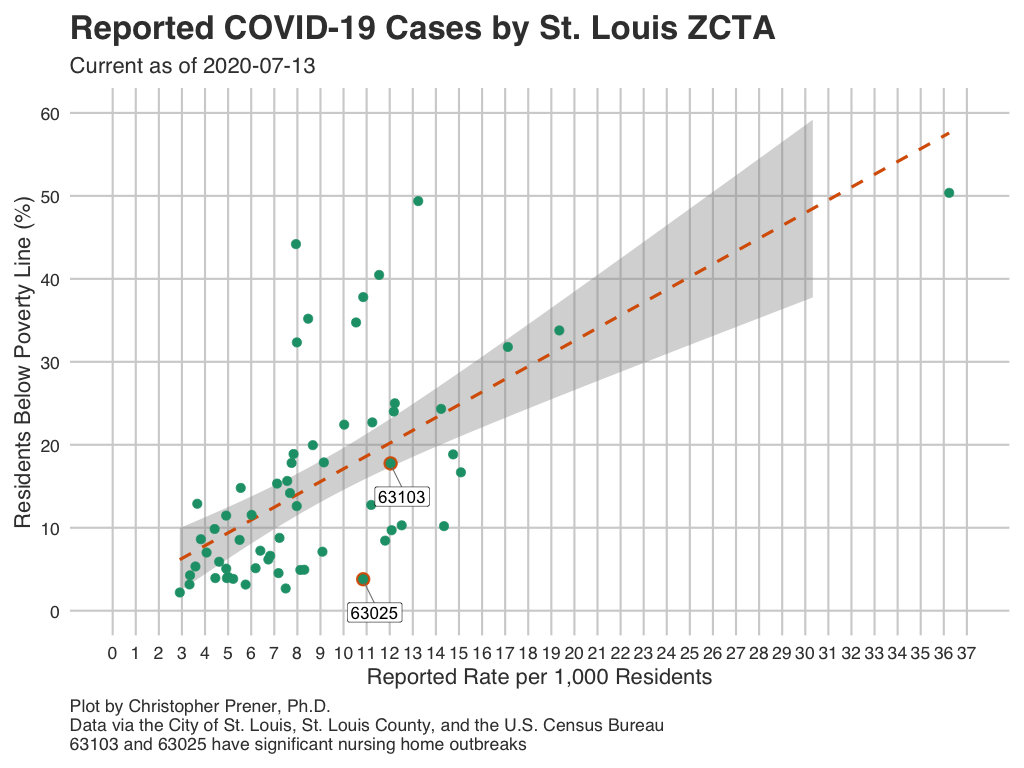 Reported COVID-19 Cases by St. Louis ZCTA
Current as of 2020-07-13
Residents Below Poverty Line (%)
60
50
40
30
20
10
0
63103
63025
0 1 2 3 4 5 6 7 8 9 10 11 12 13 14 15 16 17 18 19 20 21 22 23 24 25 26 27 28 29 30 31 32 33 34 35 36 37
Reported Rate per 1,000 Residents
Plot by Christopher Prener, Ph.D.
Data via the City of St. Louis, St. Louis County, and the U.S. Census Bureau
63103 and 63025 have significant nursing home outbreaks